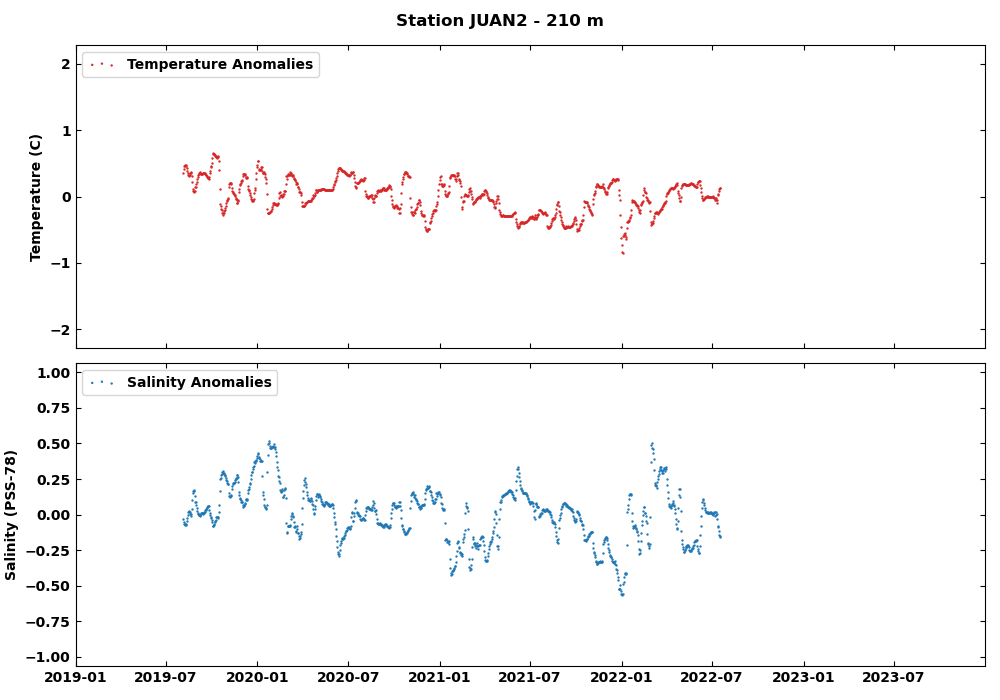 Station JUAN2 - 210 m
Temperature Anomalies
Temperature (C)
2
1
0
−1
−2
Salinity Anomalies
Salinity (PSS-78)
1.00
0.75
0.50
0.25
0.00
−0.25
−0.50
−0.75
−1.00
2019-01 2019-07 2020-01 2020-07 2021-01 2021-07 2022-01 2022-07 2023-01 2023-07